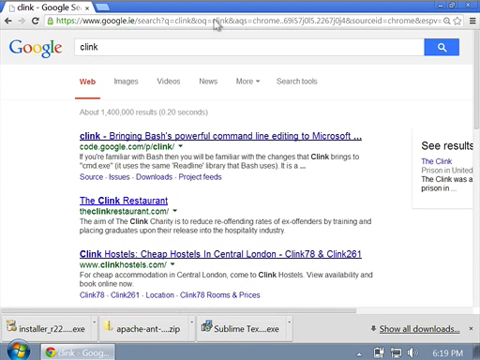 clink - Google Se
https://www.google.ie/search?q=clink&oq=clink&aqs=chrome..69i57j0l5.2267j0j4&sourceid=chrome&espv=
Google
clink
Web Images Videos News More Search tools
About 1,400,000 results (0.20 seconds)
clink - Bringing Bash's powerful command line editing to Microsoft ...
code.google.com/p/clink/
If you're familiar with Bash then you will be familiar with the changes that Clink brings to
"cmd.exe" (it uses the same 'Readline' library that Bash uses). It is a ...
Source - Issues - Downloads - Project feeds
The Clink Restaurant
theclinkrestaurant.com/
The aim of The Clink Charity is to reduce re-offending rates of ex-offenders by training and
placing graduates upon their release into the hospitality industry.
Clink Hostels: Cheap Hostels In Central London - Clink78 & Clink261
www.clinkhostels.com/
For cheap accommodation in Central London, come to Clink Hostels. View availability and
book online now.
Clink78 - Clink261 - Location - Clink78 Rooms & Prices
See results
The Clink
Prison in United
The Clink was a
prison in ...
installer_r22....exe
apache-ant-....zip
Sublime Tex....exe
Show all downloads...
clink - Goog...
6:19 PM